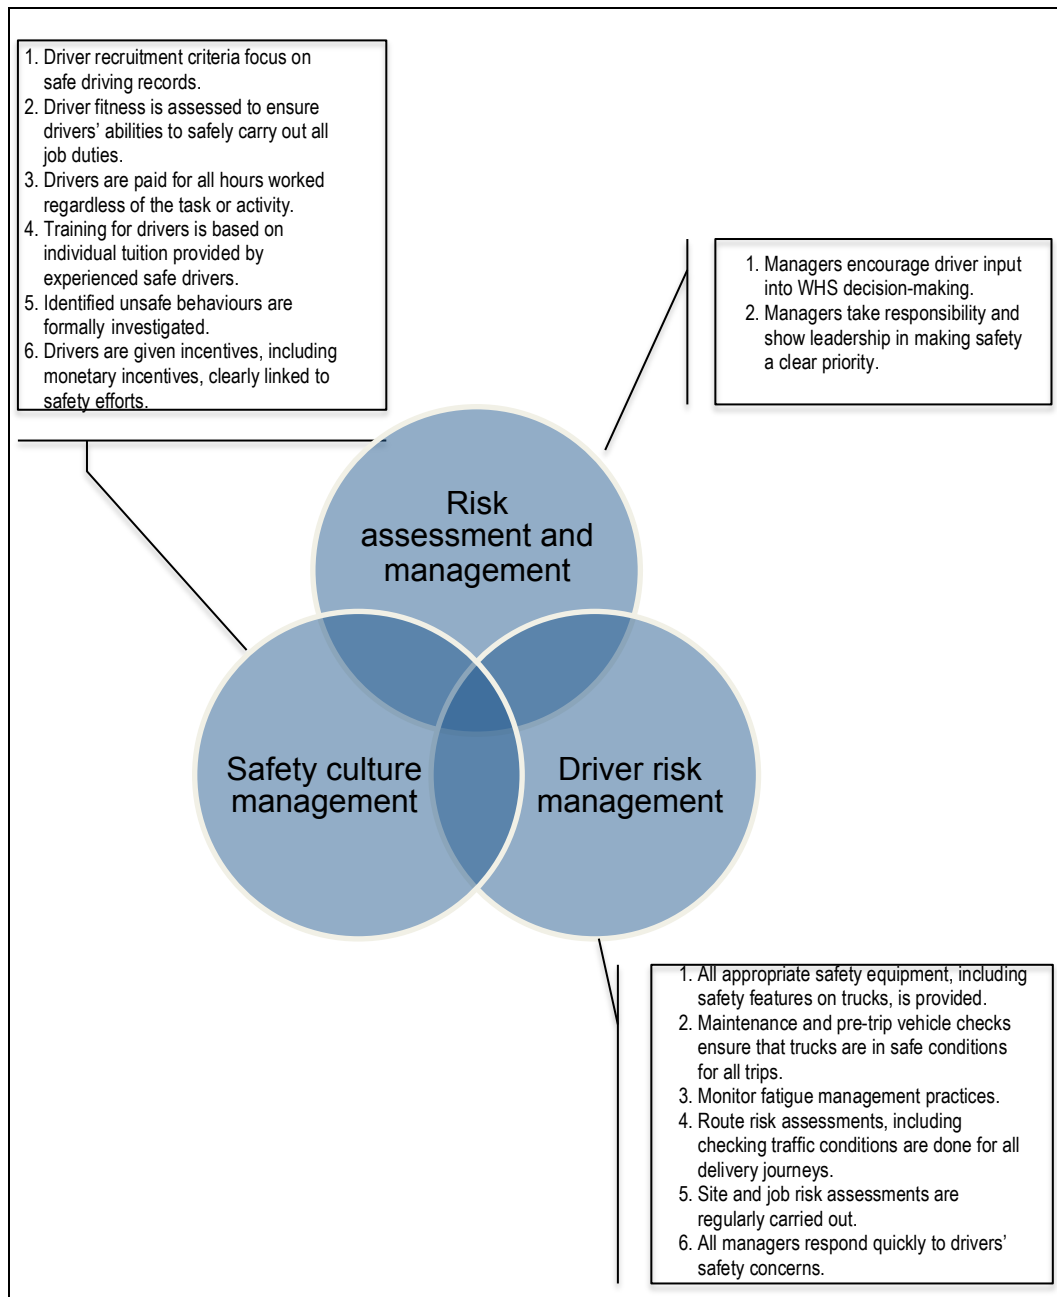 1. Driver recruitment criteria focus on
safe driving records.
2. Driver fitness is assessed to ensure
drivers’ abilities to safely carry out all
job duties.
3. Drivers are paid for all hours worked
regardless of the task or activity.
4. Training for drivers is based on
individual tuition provided by
experienced safe drivers.
5. Identified unsafe behaviours are
formally investigated.
6. Drivers are given incentives, including
monetary incentives, clearly linked to
safety efforts.
1. Managers encourage driver input
into WHS decision-making.
2. Managers take responsibility and
show leadership in making safety
a clear priority.
Risk
assessment and
management
Safety culture
management
Driver risk
management
1. All appropriate safety equipment, including
safety features on trucks, is provided.
2. Maintenance and pre-trip vehicle checks
ensure that trucks are in safe conditions
for all trips.
3. Monitor fatigue management practices.
4. Route risk assessments, including
checking traffic conditions are done for all
delivery journeys.
5. Site and job risk assessments are
regularly carried out.
6. All managers respond quickly to drivers’
safety concerns.